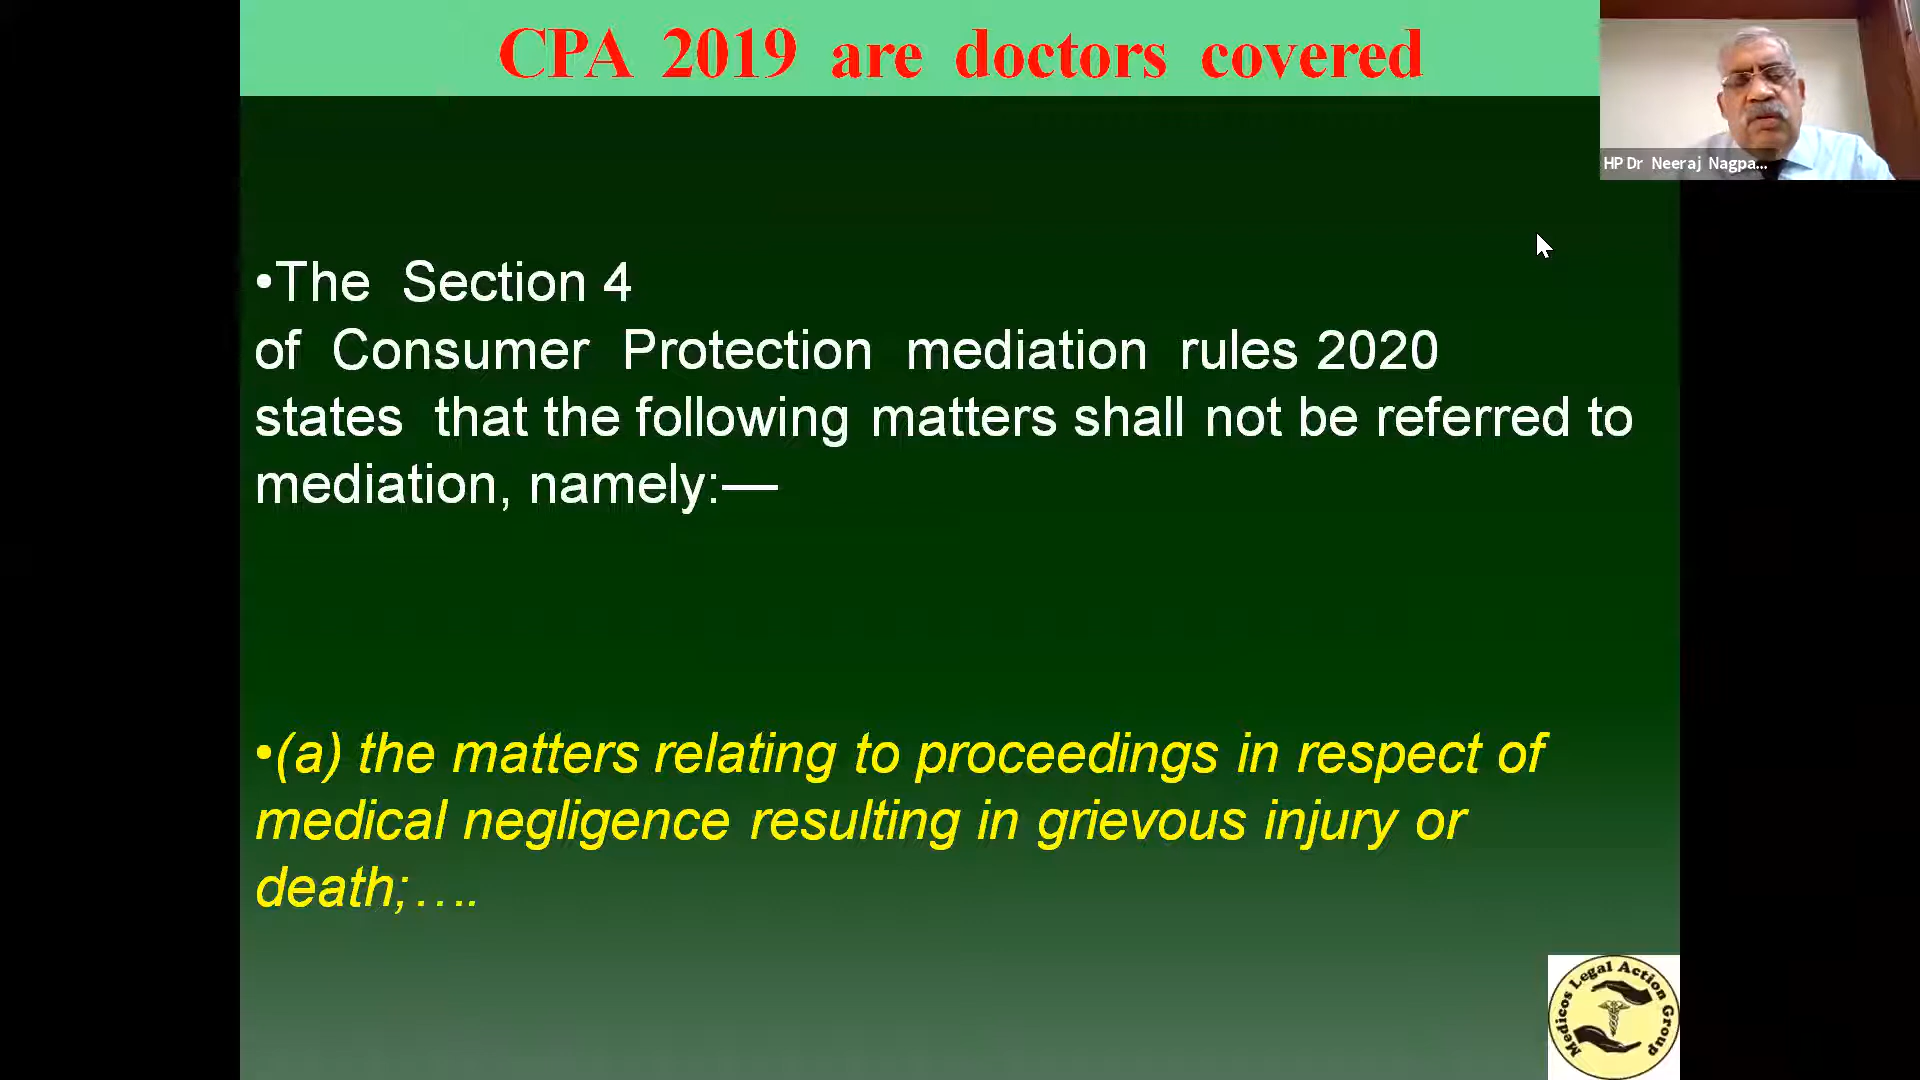 CPA 2019 are doctors covered
HP Dr Neeraj Nagpa...
•The Section 4
of Consumer Protection mediation rules 2020
states that the following matters shall not be referred to
mediation, namely:—
•(a) the matters relating to proceedings in respect of
medical negligence resulting in grievous injury or
death;….
Medicos Legal Action Group